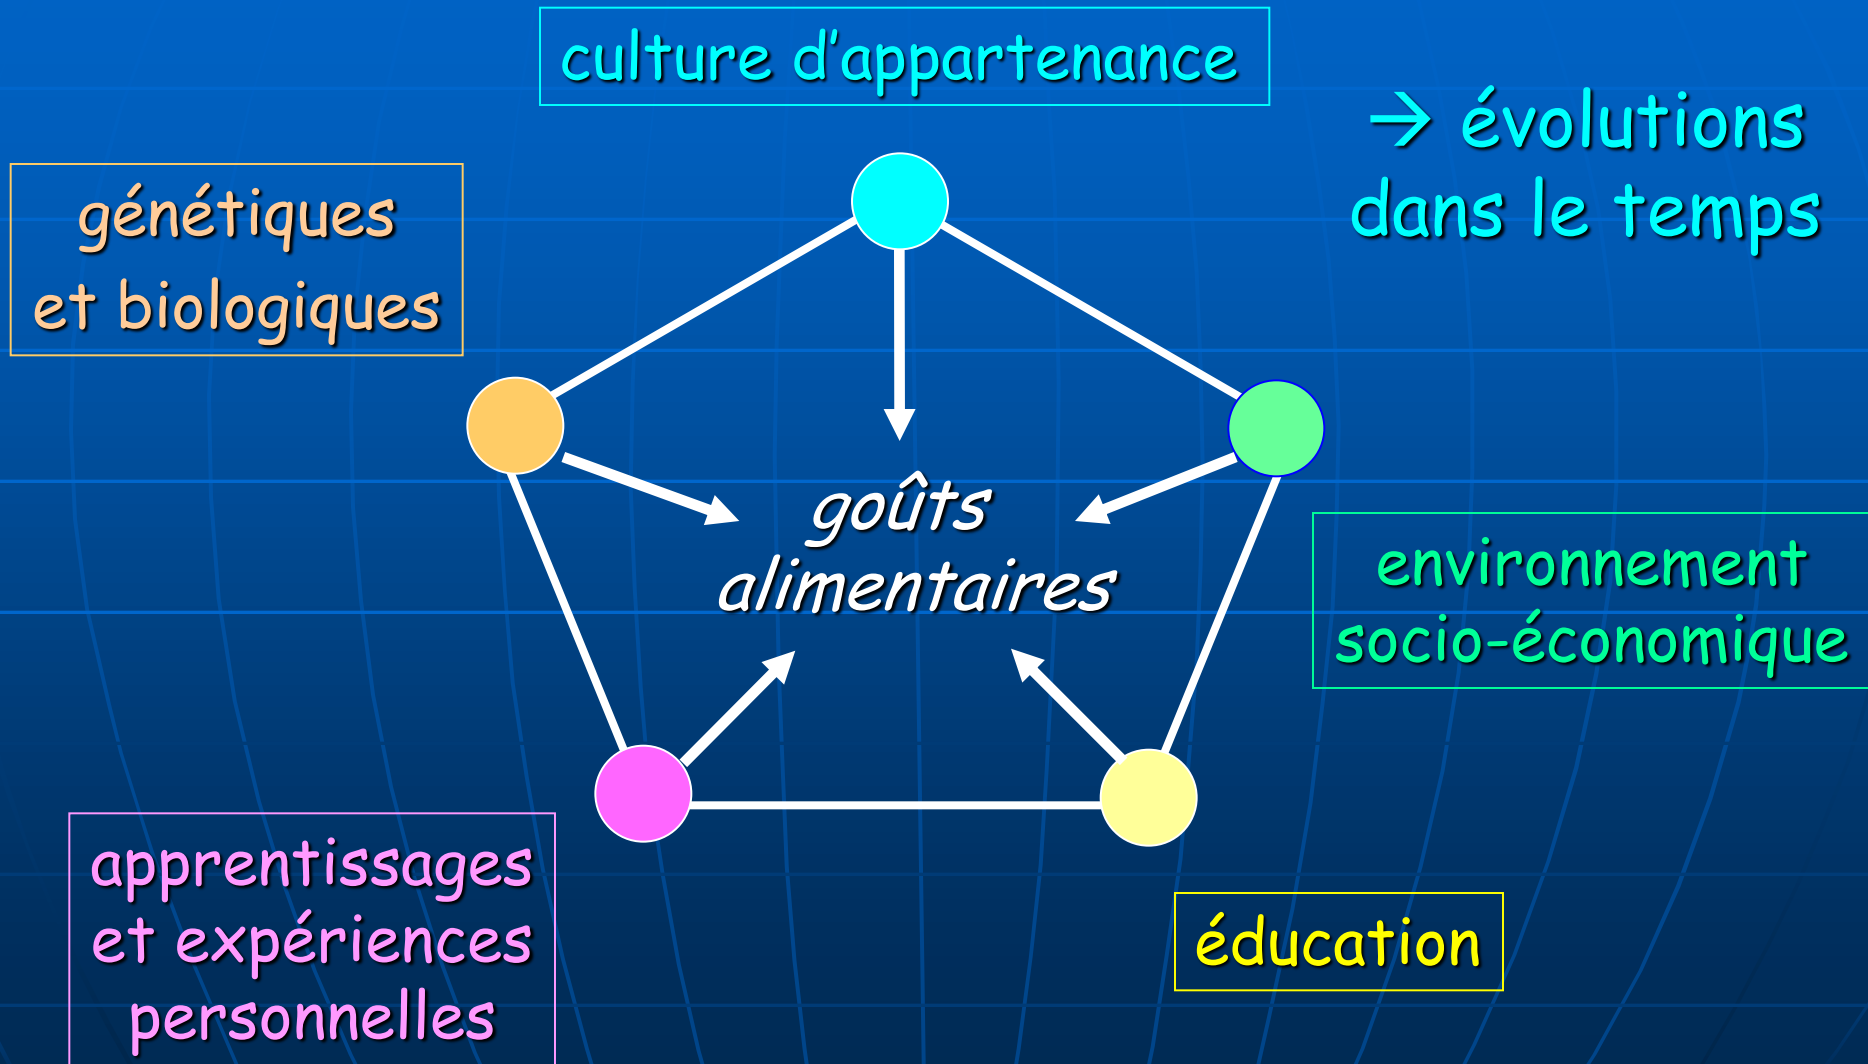 culture d’appartenance
→ évolutions
dans le temps
génétiques
et biologiques
goûts
alimentaires
environnement
socio-économique
apprentissages
et expériences
personnelles
éducation